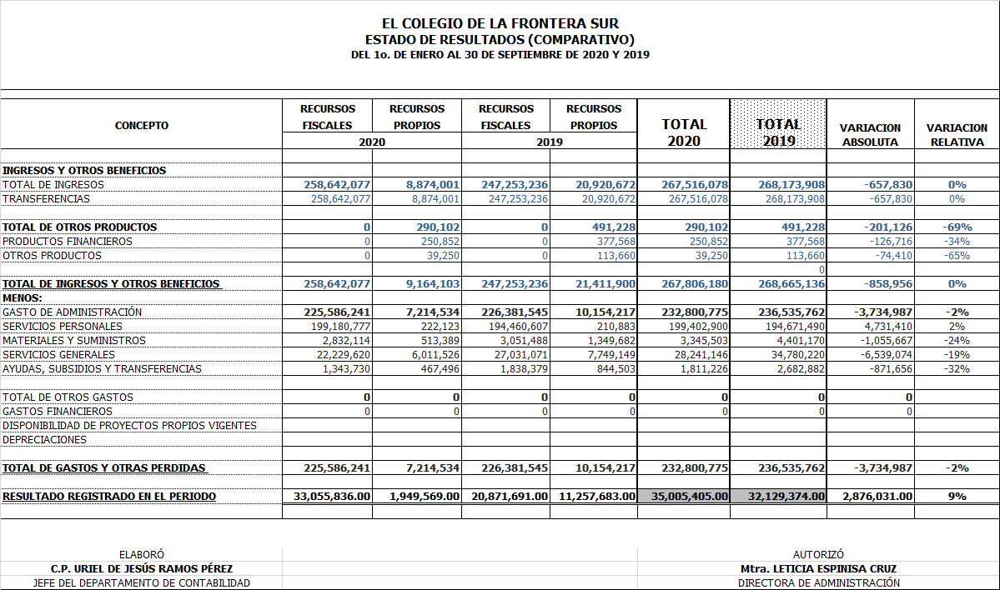 EL COLEGIO DE LA FRONTERA SUR
ESTADO DE RESULTADOS (COMPARATIVO)
DEL 1o. DE ENERO AL 30 DE SEPTIEMBRE DE 2020 Y 2019
CONCEPTO RECURSOS FISCALES RECURSOS PROPIOS RECURSOS FISCALES RECURSOS PROPIOS TOTAL 2020 TOTAL 2019 VARIACION ABSOLUTA VARIACION RELATIVA
2020 2019
INGRESOS Y OTROS BENEFICIOS
TOTAL DE INGRESOS 258,642,077 8,874,001 247,253,236 20,920,672 267,516,078 268,173,908 -657,830 0%
TRANSFERENCIAS 258,642,077 8,874,001 247,253,236 20,920,672 267,516,078 268,173,908 -657,830 0%
TOTAL DE OTROS PRODUCTOS 0 290,102 0 491,228 290,102 491,228 -201,126 -69%
PRODUCTOS FINANCIEROS 0 250,852 0 377,568 250,852 377,568 -126,716 -34%
OTROS PRODUCTOS 0 39,250 0 113,660 39,250 113,660 -74,410 -65%
0
TOTAL DE INGRESOS Y OTROS BENEFICIOS 258,642,077 9,164,103 247,253,236 21,411,900 267,806,180 268,665,136 -858,956 0%
MENOS:
GASTO DE ADMINISTRACIÓN 225,586,241 7,214,534 226,381,545 10,154,217 232,800,775 236,535,762 -3,734,987 -2%
SERVICIOS PERSONALES 199,180,777 222,123 194,460,607 210,883 199,402,900 194,671,490 4,731,410 2%
MATERIALES Y SUMINISTROS 2,832,114 513,389 3,051,488 1,349,682 3,345,503 4,401,170 -1,055,667 -24%
SERVICIOS GENERALES 22,229,620 6,011,526 27,031,071 7,749,149 28,241,146 34,780,220 -6,539,074 -19%
AYUDAS, SUBSIDIOS Y TRANSFERENCIAS 1,343,730 467,496 1,838,379 844,503 1,811,226 2,682,882 -871,656 -32%
TOTAL DE OTROS GASTOS 0 0 0 0 0 0 0
GASTOS FINANCIEROS 0 0 0 0 0 0 0
DISPONIBILIDAD DE PROYECTOS PROPIOS VIGENTES
DEPRECIACIONES
TOTAL DE GASTOS Y OTRAS PERDIDAS 225,586,241 7,214,534 226,381,545 10,154,217 232,800,775 236,535,762 -3,734,987 -2%
RESULTADO REGISTRADO EN EL PERIODO 33,055,836.00 1,949,569.00 20,871,691.00 11,257,683.00 35,005,405.00 32,129,374.00 2,876,031.00 9%
ELABORÓ AUTORIZÓ
C.P. URIEL DE JESÚS RAMOS PÉREZ Mtra. LETICIA ESPINISA CRUZ
JEFE DEL DEPARTAMENTO DE CONTABILIDAD DIRECTORA DE ADMINISTRACIÓN